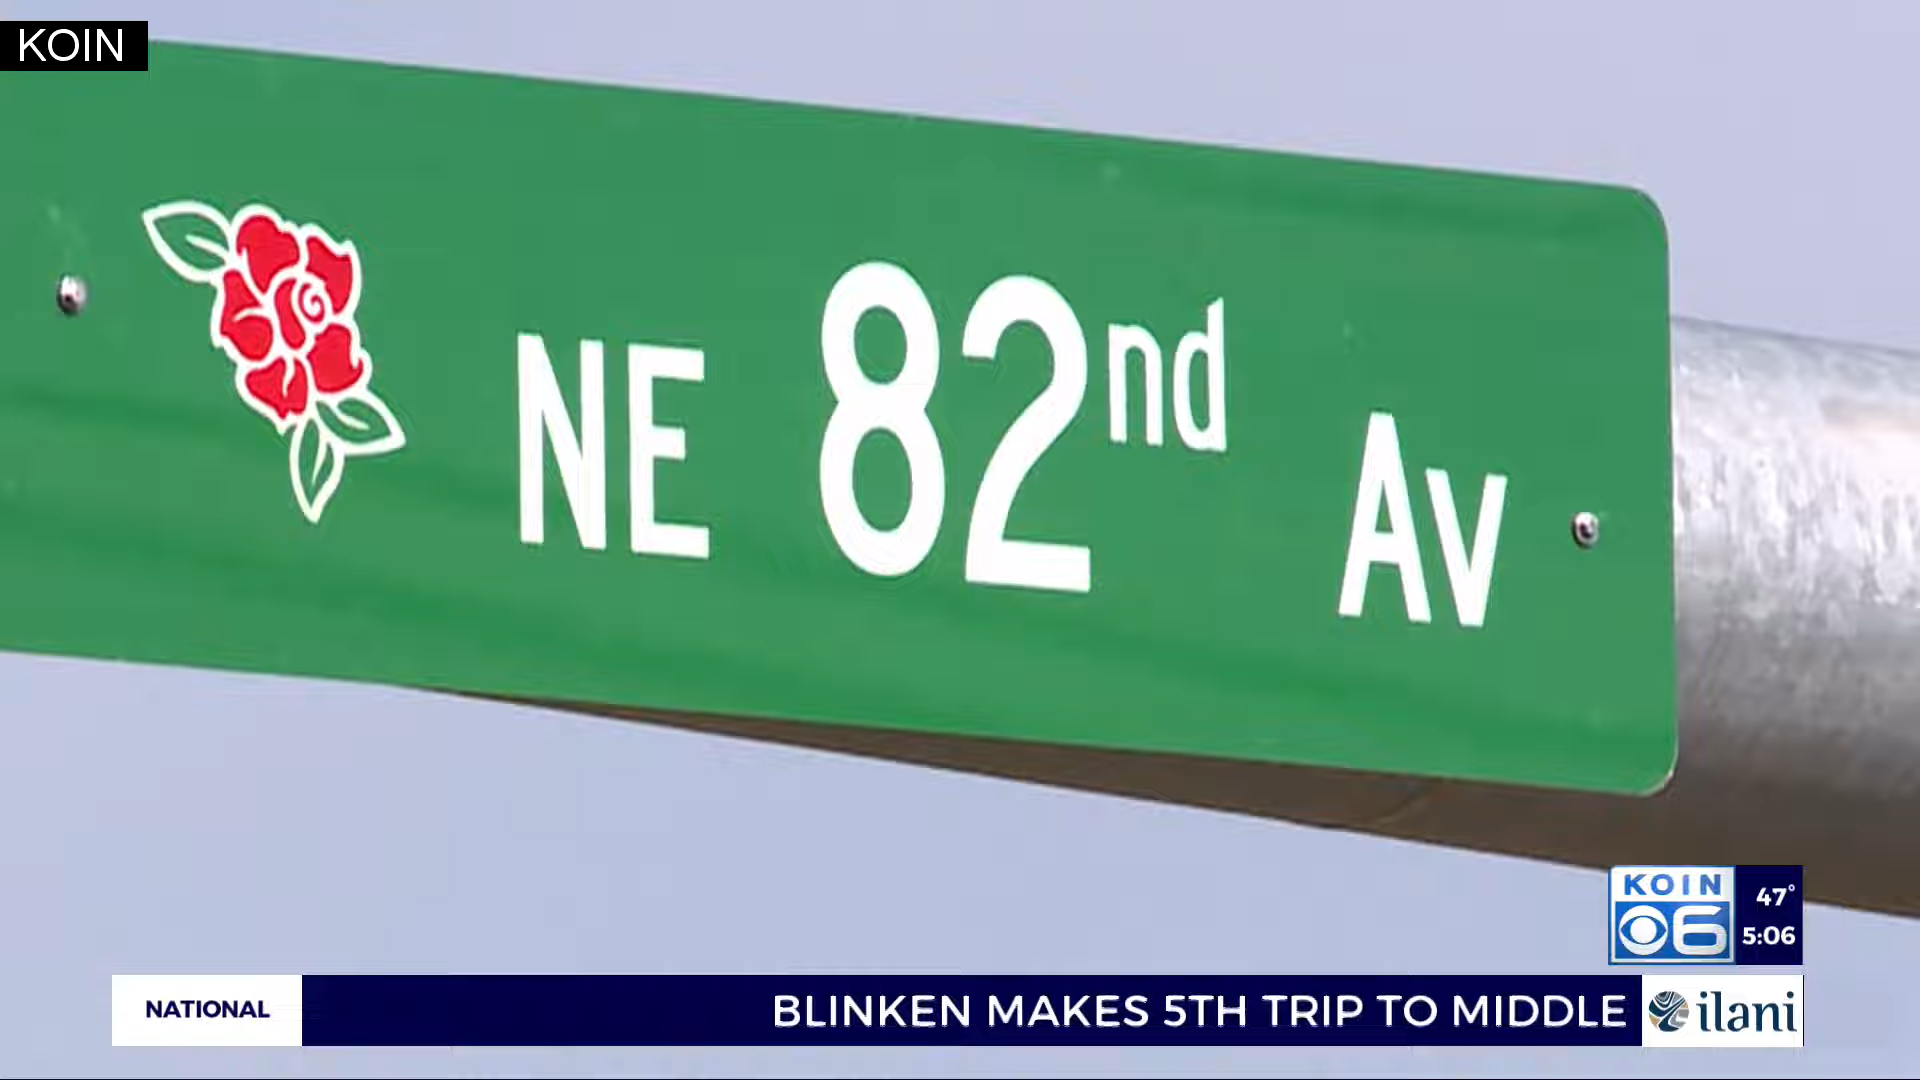 KOIN
NE 82nd Av
KOIN 47°
6 5:06
NATIONAL BLINKEN MAKES 5TH TRIP TO MIDDLE ilani